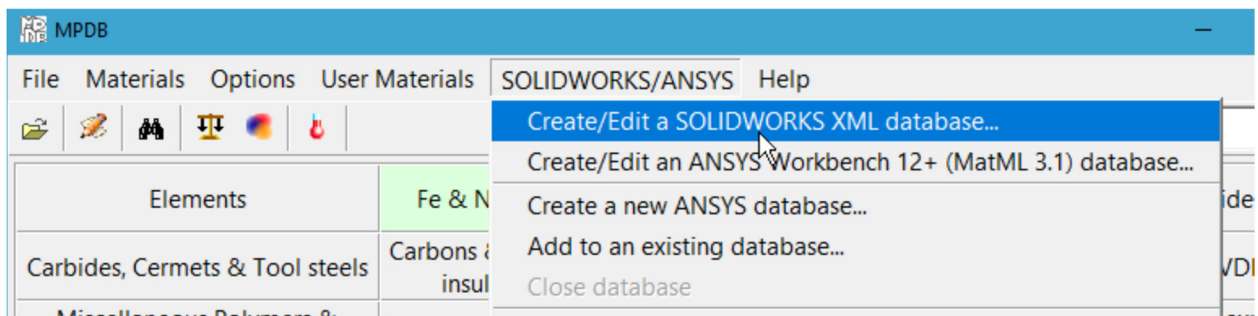 MPDB
File Materials Options User Materials SOLIDWORKS/ANSYS Help
Create/Edit a SOLIDWORKS XML database...
Create/Edit an ANSYS Workbench 12+ (MatML 3.1) database...
Elements
Fe & N
Create a new ANSYS database...
Carbides, Cermets & Tool steels
Carbons &
Add to an existing database...
Close database